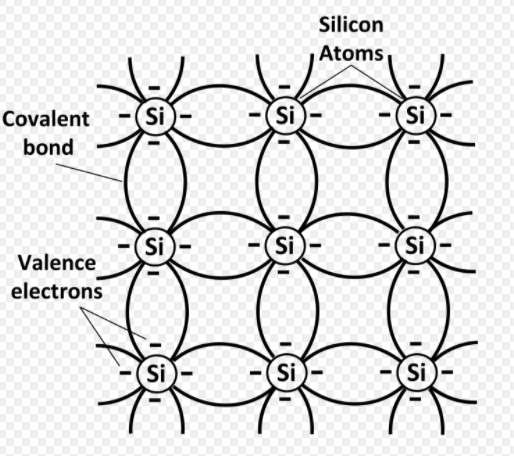 Silicon
Atoms
Covalent
bond
Si Si Si
Si Si Si
Valence
electrons
Si Si Si